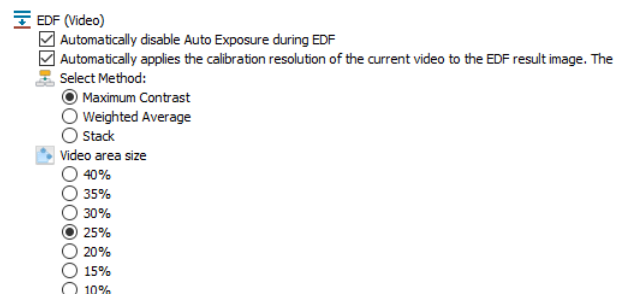 EDF (Video)
Automatically disable Auto Exposure during EDF
Automatically applies the calibration resolution of the current video to the EDF result image. The
Select Method:
Maximum Contrast
Weighted Average
Stack
Video area size
40%
35%
30%
25%
20%
15%
10%